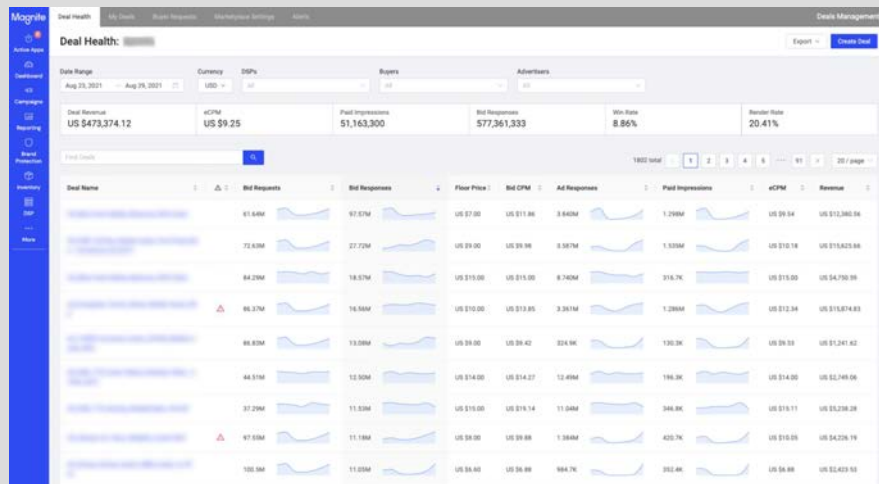 Magnite Deal Health My Deals Buyer Requests Marketplace Settings Alerts Deals Management
Deal Health: Export Create Deal
Active Apps
Dashboard
Campaigns
Reporting
Brand Protection
Inventory
DSP
More
Date Range Currency DSPs Buyers Advertisers
Aug 23, 2021 — Aug 29, 2021 USD All All All
Deal Revenue eCPM Paid Impressions Bid Responses Win Rate Render Rate
US $473,374.12 US $9.25 51,163,300 577,361,333 8.86% 20.41%
Find Deals 1802 total 1 2 3 4 5 ••• 91 20 / page
Deal Name Bid Requests Bid Responses Floor Price Bid CPM Ad Responses Paid Impressions eCPM Revenue
61.64M 97.57M US $7.00 US $11.86 3.840M 1.298M US $9.54 US $12,380.56
72.63M 27.72M US $9.00 US $9.98 3.587M 1.535M US $10.18 US $15,623.66
84.29M 18.57M US $15.00 US $15.00 8.740M 316.7K US $15.00 US $4,750.59
86.37M 16.56M US $10.00 US $13.85 3.361M 1.286M US $12.34 US $15,874.83
86.83M 13.08M US $9.00 US $9.42 324.9K 130.3K US $9.53 US $1,241.62
44.51M 12.50M US $14.00 US $14.27 12.49M 196.3K US $14.00 US $2,749.06
37.29M 11.53M US $15.00 US $19.14 11.04M 346.8K US $15.11 US $5,238.28
97.55M 11.18M US $8.00 US $9.88 1.384M 420.7K US $10.05 US $4,226.19
100.5M 11.05M US $6.60 US $6.88 984.7K 352.4K US $6.88 US $2,423.53